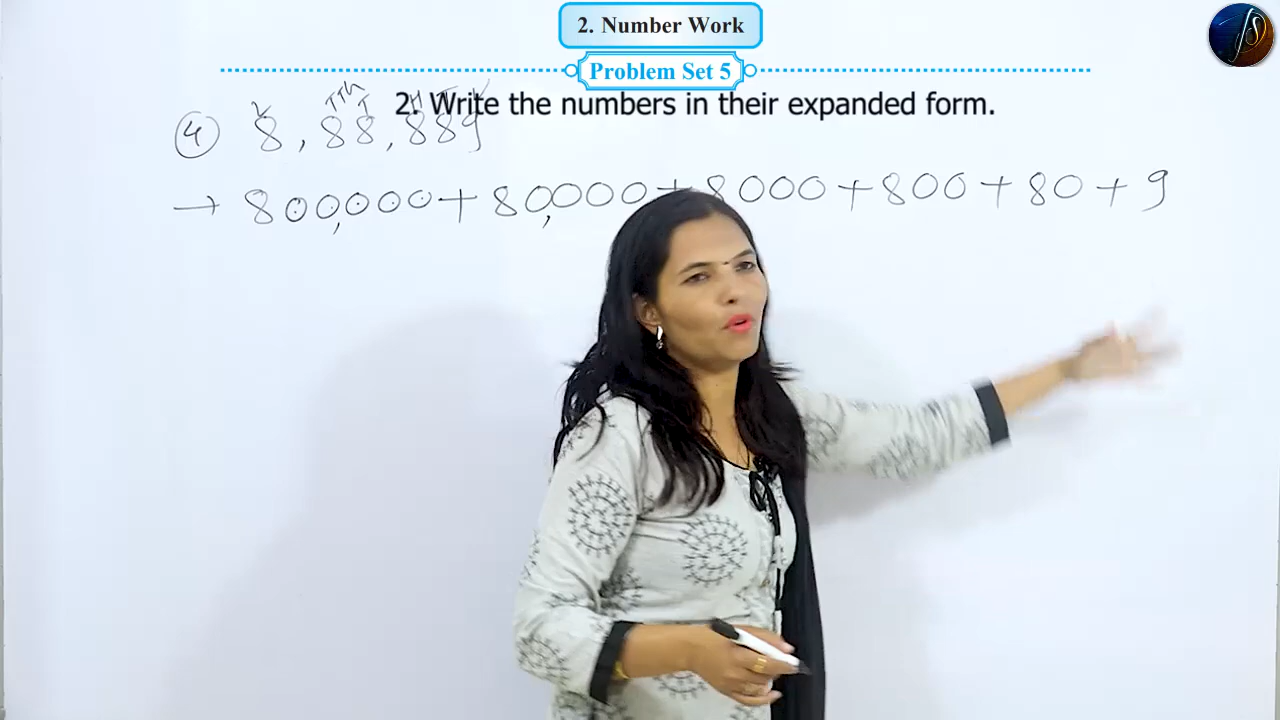 2. Number Work
Problem Set 5
2. Write the numbers in their expanded form.
L TTh T H T
4 8,88,889
→ 800,000 + 80,000 + 8000 + 800 + 80 + 9